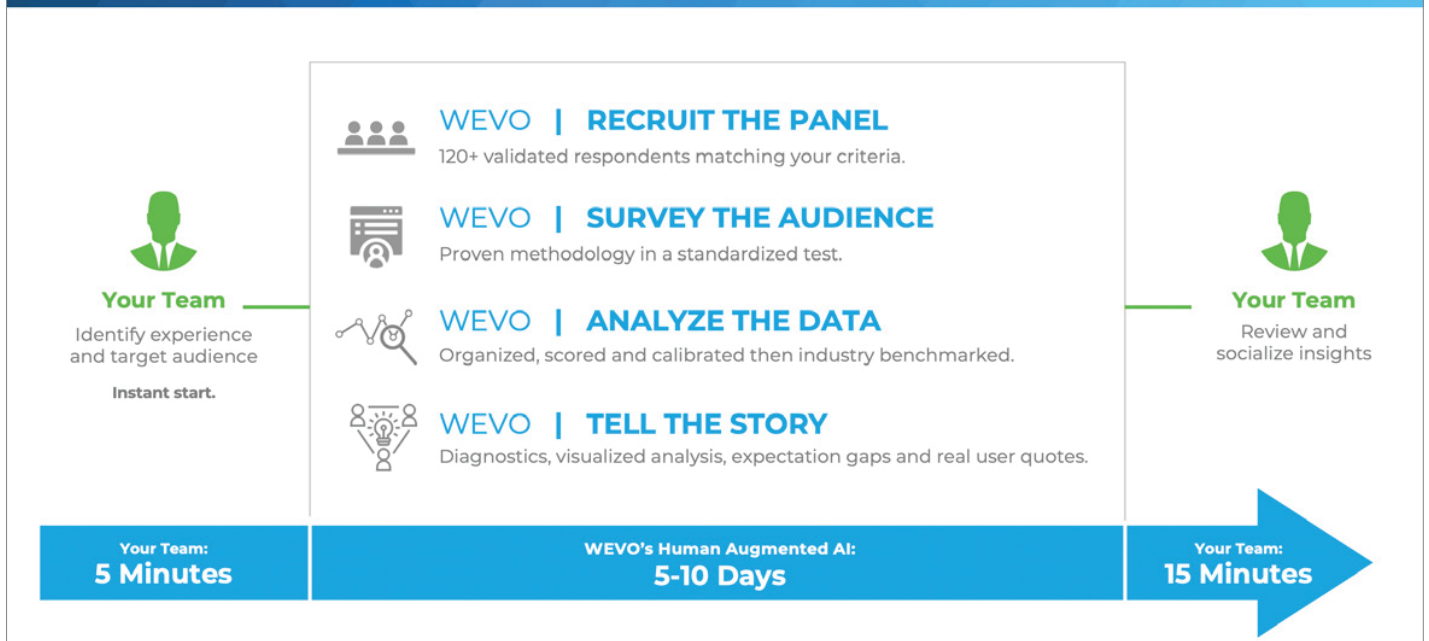 WEVO | RECRUIT THE PANEL
120+ validated respondents matching your criteria.
WEVO | SURVEY THE AUDIENCE
Proven methodology in a standardized test.
WEVO | ANALYZE THE DATA
Organized, scored and calibrated then industry benchmarked.
WEVO | TELL THE STORY
Diagnostics, visualized analysis, expectation gaps and real user quotes.
Your Team
Identify experience
and target audience
Instant start.
Your Team
Review and
socialize insights
Your Team:
5 Minutes
WEVO’s Human Augmented AI:
5-10 Days
Your Team:
15 Minutes